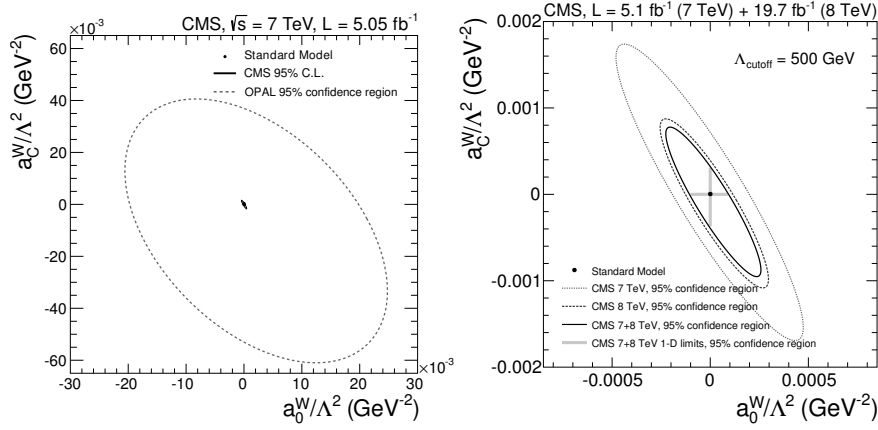 CMS, √s = 7 TeV, L = 5.05 fb⁻¹
×10⁻³
60
40
20
0
-20
-40
-60
a_C^W/Λ² (GeV⁻²)
Standard Model
CMS 95% C.L.
OPAL 95% confidence region
-30 -20 -10 0 10 20 30
×10⁻³
a_0^W/Λ² (GeV⁻²)
CMS, L = 5.1 fb⁻¹ (7 TeV) + 19.7 fb⁻¹ (8 TeV)
0.002
0.001
0
-0.001
-0.002
a_C^W/Λ² (GeV⁻²)
Λcutoff = 500 GeV
Standard Model
CMS 7 TeV, 95% confidence region
CMS 8 TeV, 95% confidence region
CMS 7+8 TeV, 95% confidence region
CMS 7+8 TeV 1-D limits, 95% confidence region
-0.0005 0 0.0005
a_0^W/Λ² (GeV⁻²)